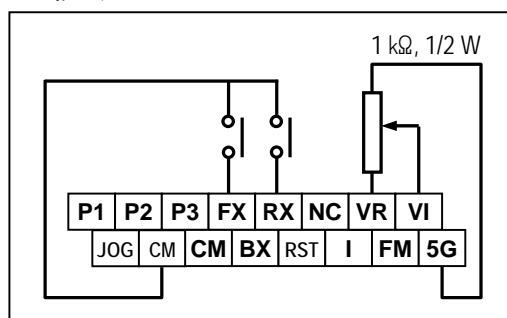 1 kΩ, 1/2 W
P1 P2 P3 FX RX NC VR VI
JOG CM CM BX RST I FM 5G